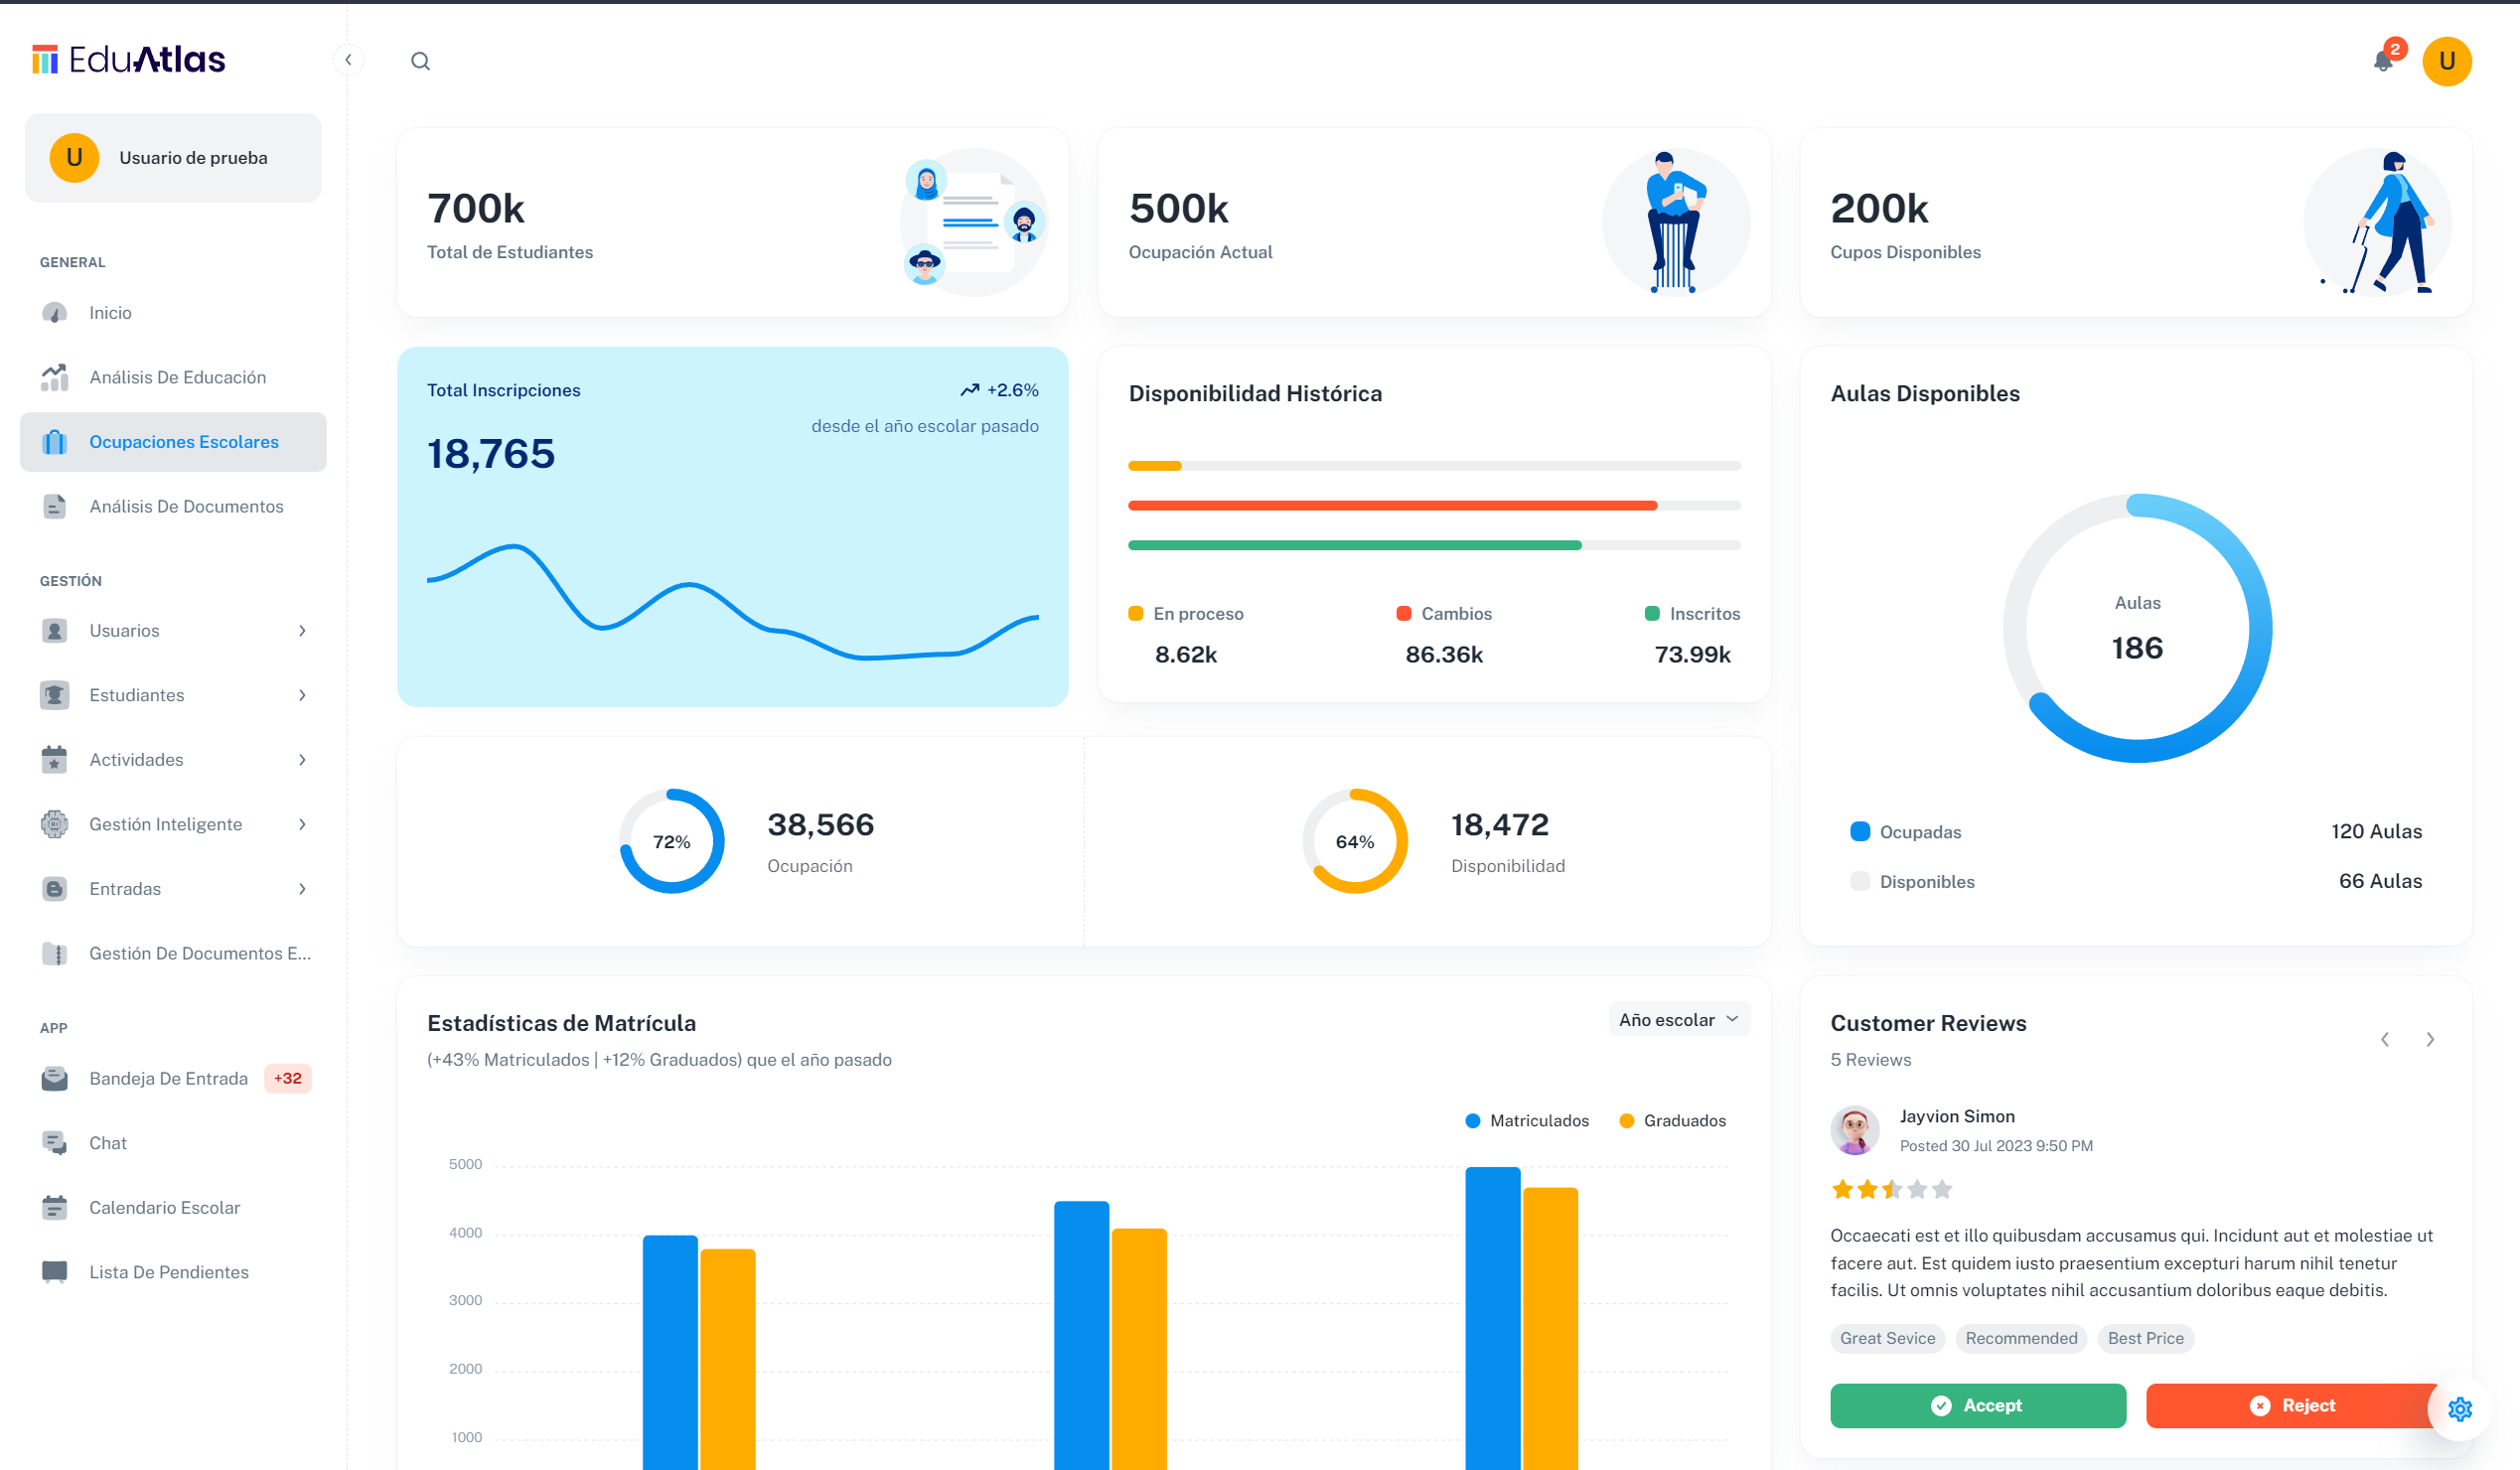 EduAtlas
U
Usuario de prueba
GENERAL
Inicio
Análisis De Educación
Ocupaciones Escolares
Análisis De Documentos
GESTIÓN
Usuarios
Estudiantes
Actividades
Gestión Inteligente
Entradas
Gestión De Documentos E...
APP
Bandeja De Entrada +32
Chat
Calendario Escolar
Lista De Pendientes
2
U
700k
Total de Estudiantes
500k
Ocupación Actual
200k
Cupos Disponibles
Total Inscripciones
+2.6%
desde el año escolar pasado
18,765
Disponibilidad Histórica
En proceso
8.62k
Cambios
86.36k
Inscritos
73.99k
Aulas Disponibles
Aulas
186
Ocupadas 120 Aulas
Disponibles 66 Aulas
72%
38,566
Ocupación
64%
18,472
Disponibilidad
Estadísticas de Matrícula
(+43% Matriculados | +12% Graduados) que el año pasado
Año escolar
Matriculados Graduados
5000
4000
3000
2000
1000
Customer Reviews
5 Reviews
Jayvion Simon
Posted 30 Jul 2023 9:50 PM
Occaecati est et illo quibusdam accusamus qui. Incidunt aut et molestiae ut
facere aut. Est quidem iusto praesentium excepturi harum nihil tenetur
facilis. Ut omnis voluptates nihil accusantium doloribus eaque debitis.
Great Sevice Recommended Best Price
Accept Reject